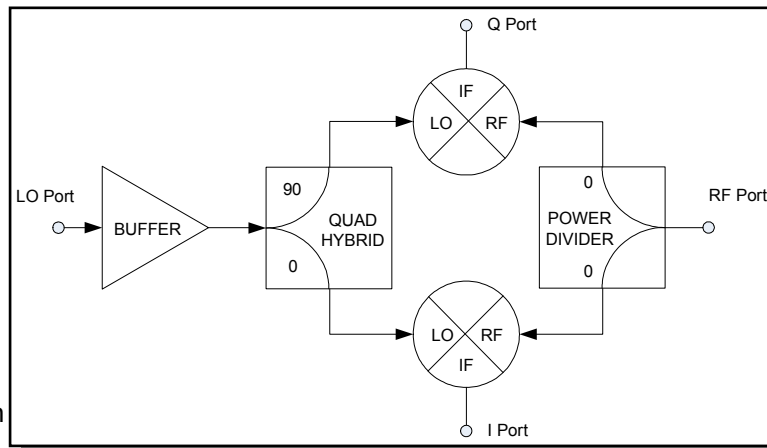 Q Port
IF
LO RF
LO Port
BUFFER
90
QUAD
HYBRID
0
0
POWER
DIVIDER
0
RF Port
LO RF
IF
I Port